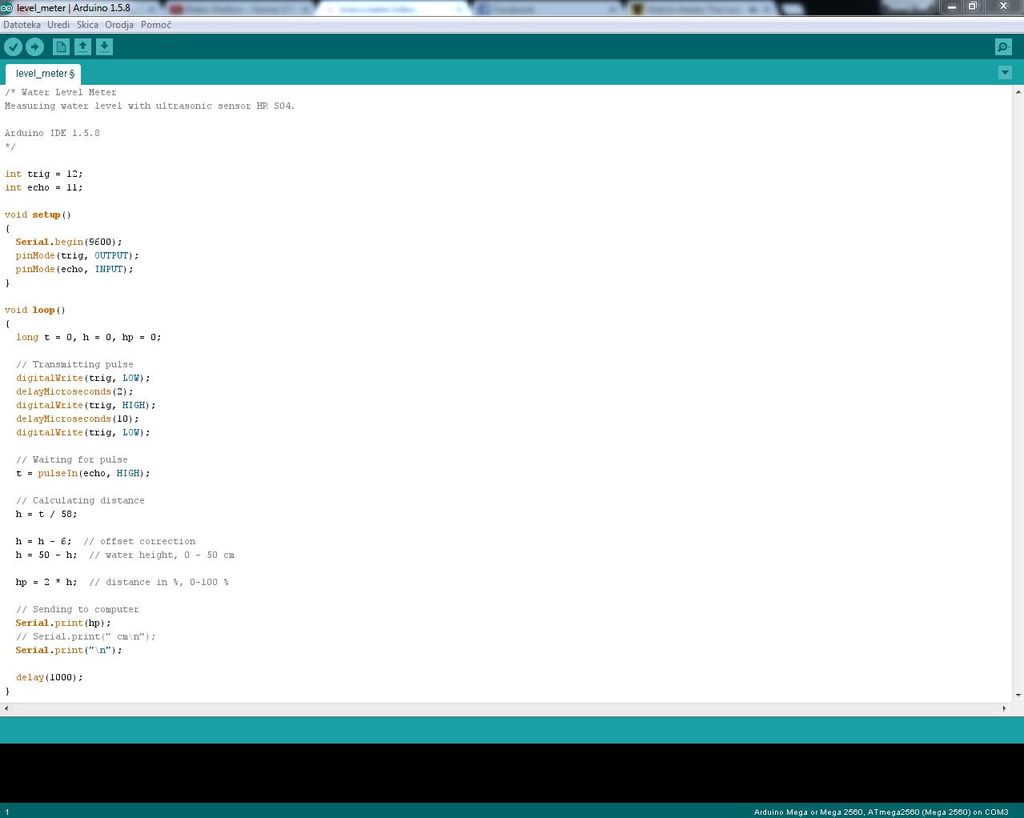 level_meter | Arduino 1.5.8
Datoteka Uredi Skica Orodja Pomoč
level_meter §
/* Water Level Meter
Measuring water level with ultrasonic sensor HR S04.
Arduino IDE 1.5.8
*/
int trig = 12;
int echo = 11;
void setup()
{
Serial.begin(9600);
pinMode(trig, OUTPUT);
pinMode(echo, INPUT);
}
void loop()
{
long t = 0, h = 0, hp = 0;
// Transmitting pulse
digitalWrite(trig, LOW);
delayMicroseconds(2);
digitalWrite(trig, HIGH);
delayMicroseconds(10);
digitalWrite(trig, LOW);
// Waiting for pulse
t = pulseIn(echo, HIGH);
// Calculating distance
h = t / 58;
h = h - 6; // offset correction
h = 50 - h; // water height, 0 - 50 cm
hp = 2 * h; // distance in %, 0-100 %
// Sending to computer
Serial.print(hp);
// Serial.print(" cm\n");
Serial.print("\n");
delay(1000);
}
1
Arduino Mega or Mega 2560, ATmega2560 (Mega 2560) on COM3